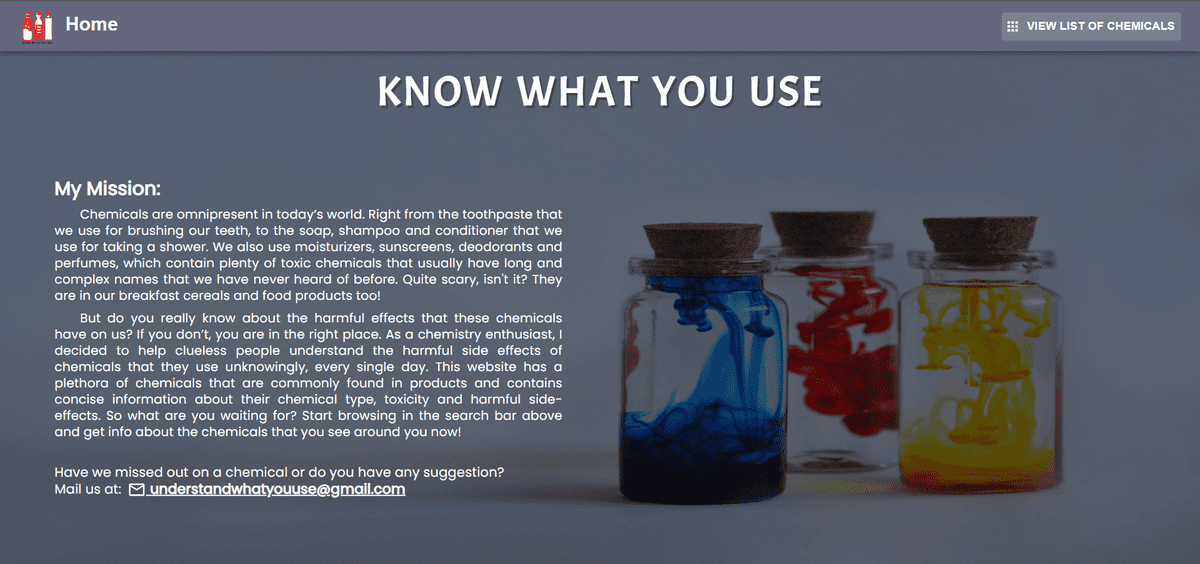 Home
VIEW LIST OF CHEMICALS
KNOW WHAT YOU USE
My Mission:
Chemicals are omnipresent in today’s world. Right from the toothpaste that
we use for brushing our teeth, to the soap, shampoo and conditioner that we
use for taking a shower. We also use moisturizers, sunscreens, deodorants and
perfumes, which contain plenty of toxic chemicals that usually have long and
complex names that we have never heard of before. Quite scary, isn't it? They
are in our breakfast cereals and food products too!
But do you really know about the harmful effects that these chemicals
have on us? If you don’t, you are in the right place. As a chemistry enthusiast, I
decided to help clueless people understand the harmful side effects of
chemicals that they use unknowingly, every single day. This website has a
plethora of chemicals that are commonly found in products and contains
concise information about their chemical type, toxicity and harmful side-
effects. So what are you waiting for? Start browsing in the search bar above
and get info about the chemicals that you see around you now!
Have we missed out on a chemical or do you have any suggestion?
Mail us at: understandwhatyouuse@gmail.com